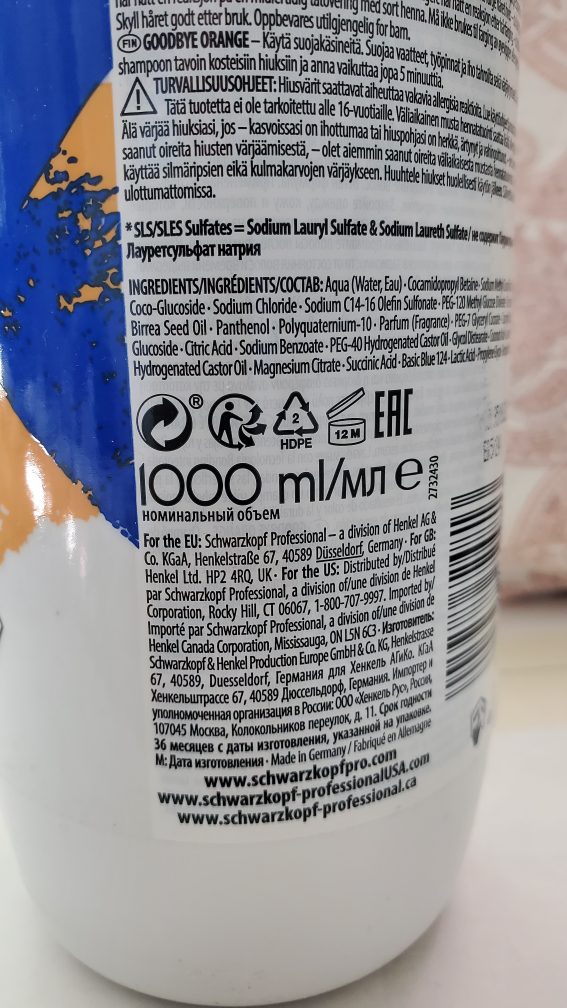 Skyll håret godt etter bruk. Oppbevares utilgjengelig for barn.
FIN GOODBYE ORANGE – Käytä suojakäsineitä. Suojaa vaatteet, työpinnat ja iho
shampoon tavoin kosteisiin hiuksiin ja anna vaikuttaa jopa 5 minuuttia.
TURVALLISUUSOHJEET: Hiusvärit saattavat aiheuttaa vakavia allergisia reaktioita.
Tätä tuotetta ei ole tarkoitettu alle 16-vuotiaille. Väliaikainen musta
Älä värjää hiuksiasi, jos – kasvoissasi on ihottumaa tai hiuspohjasi on herkkä, ärtynyt ja
saanut oireita hiusten värjäämisestä, – olet aiemmin saanut oireita väliaikaisesta mustasta
käyttää silmäripsien eikä kulmakarvojen värjäykseen. Huuhtele hiukset huolellisesti käytön jälkeen.
ulottumattomissa.
* SLS/SLES Sulfates = Sodium Lauryl Sulfate & Sodium Laureth Sulfate/ не содержит
Лауретсульфат натрия
INGREDIENTS/INGRÉDIENTS/СОСТАВ: Aqua (Water, Eau) · Cocamidopropyl Betaine · Sodium
Coco-Glucoside · Sodium Chloride · Sodium C14-16 Olefin Sulfonate · PEG-120 Methyl Glucose
Birrea Seed Oil · Panthenol · Polyquaternium-10 · Parfum (Fragrance) · PEG-7 Glyceryl
Glucoside · Citric Acid · Sodium Benzoate · PEG-40 Hydrogenated Castor Oil · Glycol Distearate ·
Hydrogenated Castor Oil · Magnesium Citrate · Succinic Acid · Basic Blue 124 · Lactic Acid ·
®
2
HDPE
12 M
EAC
1000 ml/мл e
номинальный объем
2732430
For the EU: Schwarzkopf Professional – a division of Henkel AG &
Co. KGaA, Henkelstraße 67, 40589 Düsseldorf, Germany · For GB:
Henkel Ltd. HP2 4RQ, UK · For the US: Distributed by/Distribué
par Schwarzkopf Professional, a division of/une division de Henkel
Corporation, Rocky Hill, CT 06067, 1-800-707-9997. Imported by/
Importé par Schwarzkopf Professional, a division of/une division de
Henkel Canada Corporation, Mississauga, ON L5N 6C3 · Изготовитель:
Schwarzkopf & Henkel Production Europe GmbH & Co. KG, Henkelstrasse
67, 40589, Duesseldorf, Германия для Хенкель АГиКо. КГаА
Хенкельштрассе 67, 40589 Дюссельдорф, Германия. Импортер и
уполномоченная организация в России: ООО «Хенкель Рус», Россия,
107045 Москва, Колокольников переулок, д. 11. Срок годности
36 месяцев с даты изготовления, указанной на упаковке.
M: Дата изготовления · Made in Germany / Fabriqué en Allemagne
www.schwarzkopfpro.com
www.schwarzkopf-professionalUSA.com
www.schwarzkopf-professional.ca